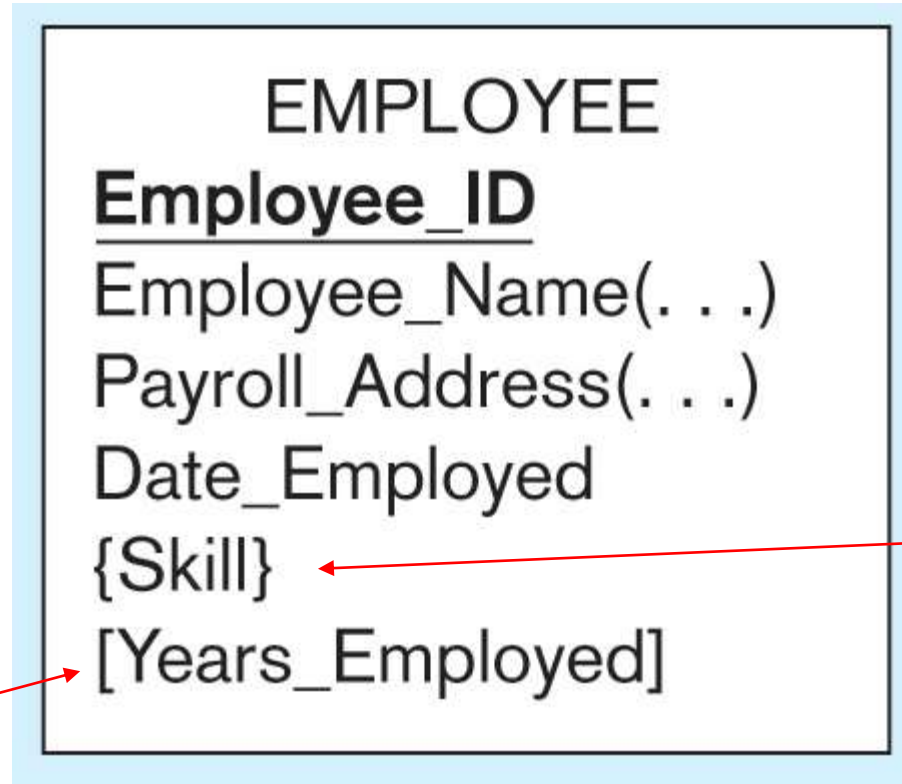 EMPLOYEE
Employee_ID
Employee_Name(. . .)
Payroll_Address(. . .)
Date_Employed
{Skill}
[Years_Employed]